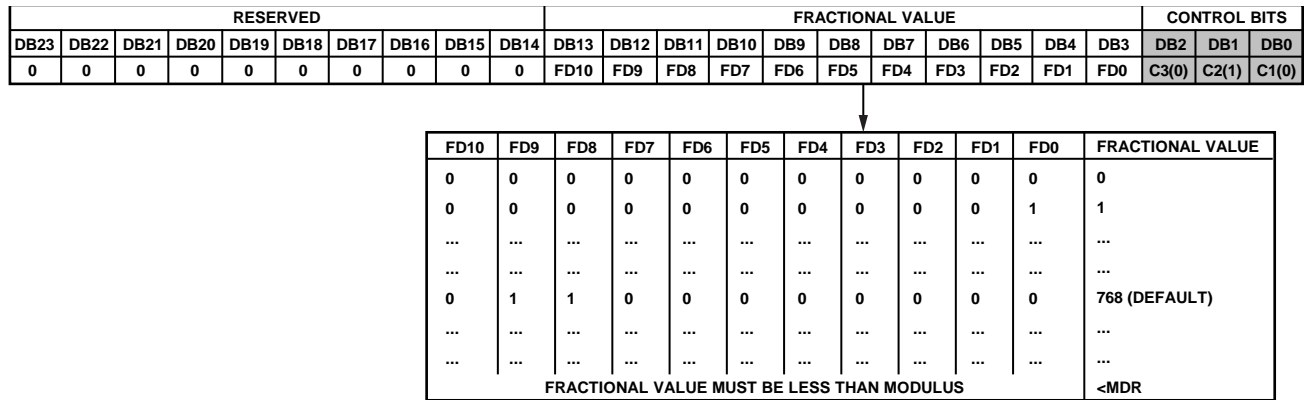 RESERVED FRACTIONAL VALUE CONTROL BITS
DB23 DB22 DB21 DB20 DB19 DB18 DB17 DB16 DB15 DB14 DB13 DB12 DB11 DB10 DB9 DB8 DB7 DB6 DB5 DB4 DB3 DB2 DB1 DB0
0 0 0 0 0 0 0 0 0 0 FD10 FD9 FD8 FD7 FD6 FD5 FD4 FD3 FD2 FD1 FD0 C3(0) C2(1) C1(0)
FD10 FD9 FD8 FD7 FD6 FD5 FD4 FD3 FD2 FD1 FD0 FRACTIONAL VALUE
0 0 0 0 0 0 0 0 0 0 0 0
0 0 0 0 0 0 0 0 0 0 1 1
... ... ... ... ... ... ... ... ... ... ... ...
... ... ... ... ... ... ... ... ... ... ... ...
0 1 1 0 0 0 0 0 0 0 0 768 (DEFAULT)
... ... ... ... ... ... ... ... ... ... ... ...
... ... ... ... ... ... ... ... ... ... ... ...
FRACTIONAL VALUE MUST BE LESS THAN MODULUS <MDR